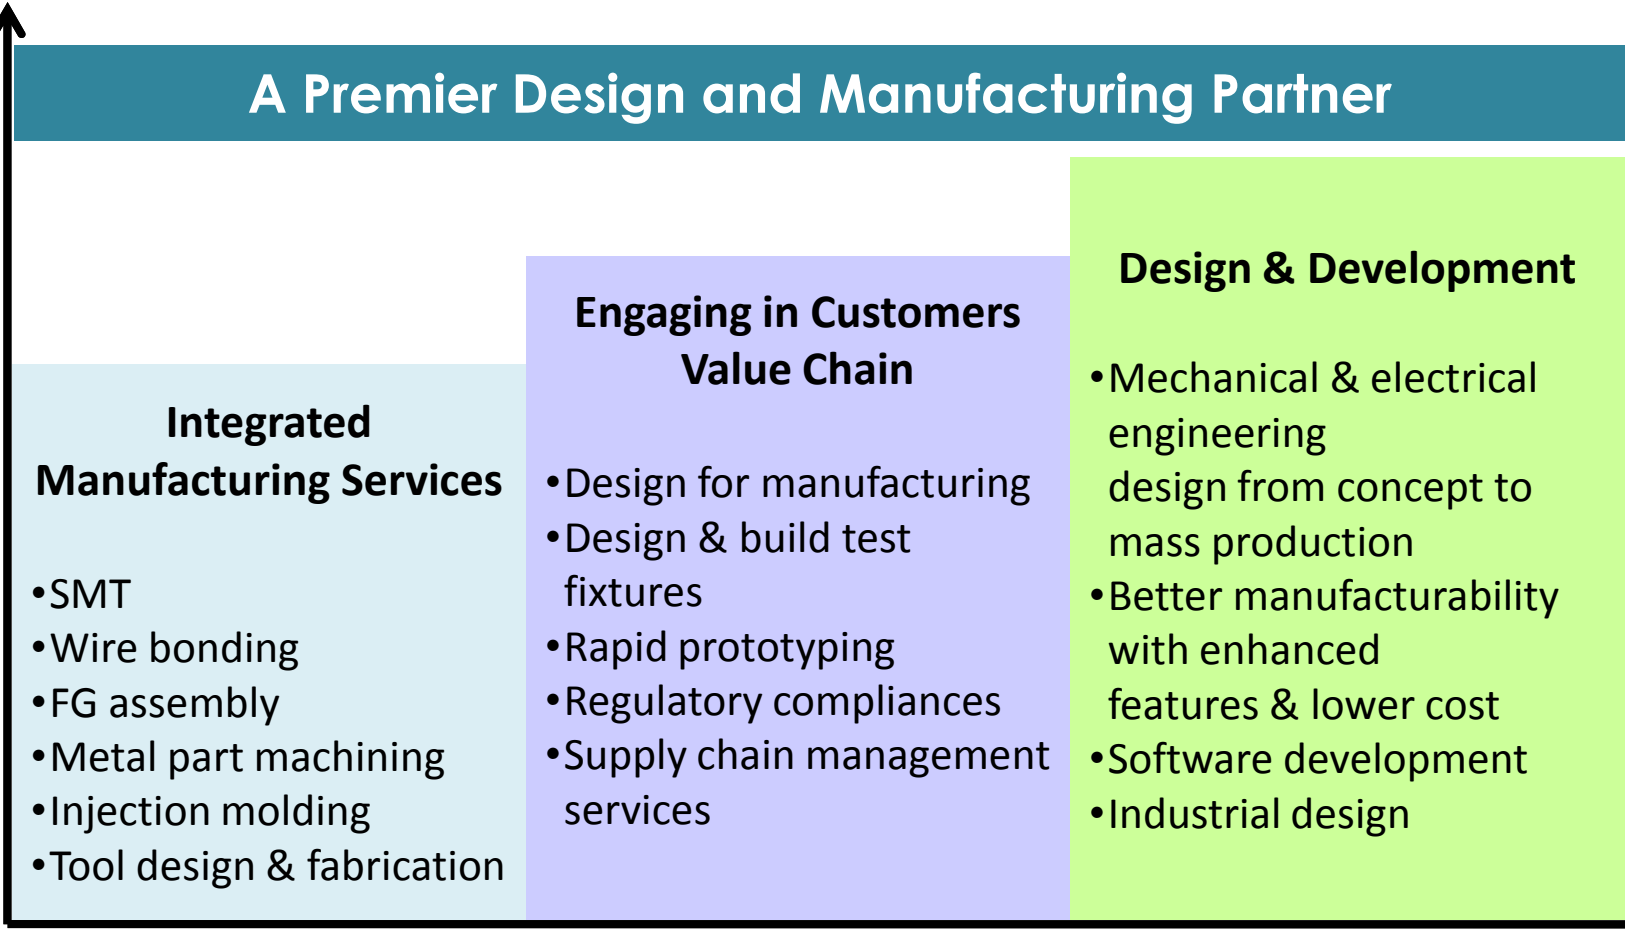 A Premier Design and Manufacturing Partner
Integrated
Manufacturing Services
•SMT
•Wire bonding
•FG assembly
•Metal part machining
•Injection molding
•Tool design & fabrication
Engaging in Customers
Value Chain
•Design for manufacturing
•Design & build test
fixtures
•Rapid prototyping
•Regulatory compliances
•Supply chain management
services
Design & Development
•Mechanical & electrical
engineering
design from concept to
mass production
•Better manufacturability
with enhanced
features & lower cost
•Software development
•Industrial design